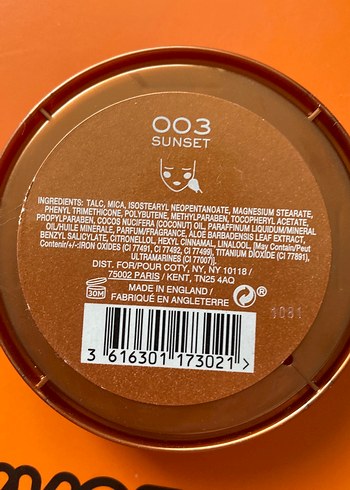 003
SUNSET
INGREDIENTS: TALC, MICA, ISOSTEARYL NEOPENTANOATE, MAGNESIUM STEARATE,
PHENYL TRIMETHICONE, POLYBUTENE, METHYLPARABEN, TOCOPHERYL ACETATE,
PROPYLPARABEN, COCOS NUCIFERA (COCONUT) OIL, PARAFFINUM LIQUIDUM/MINERAL
OIL/HUILE MINERALE, PARFUM/FRAGRANCE, ALOE BARBADENSIS LEAF EXTRACT,
BENZYL SALICYLATE, CITRONELLOL, HEXYL CINNAMAL, LINALOOL. [May Contain/Peut
Contenir/+/-:IRON OXIDES (CI 77491, CI 77492, CI 77499), TITANIUM DIOXIDE (CI 77891),
ULTRAMARINES (CI 77007)].
DIST. FOR/POUR COTY, NY, NY 10118 /
75002 PARIS / KENT, TN25 4AQ
30M
MADE IN ENGLAND /
FABRIQUÉ EN ANGLETERRE
®
1081
3 616301 173021 >